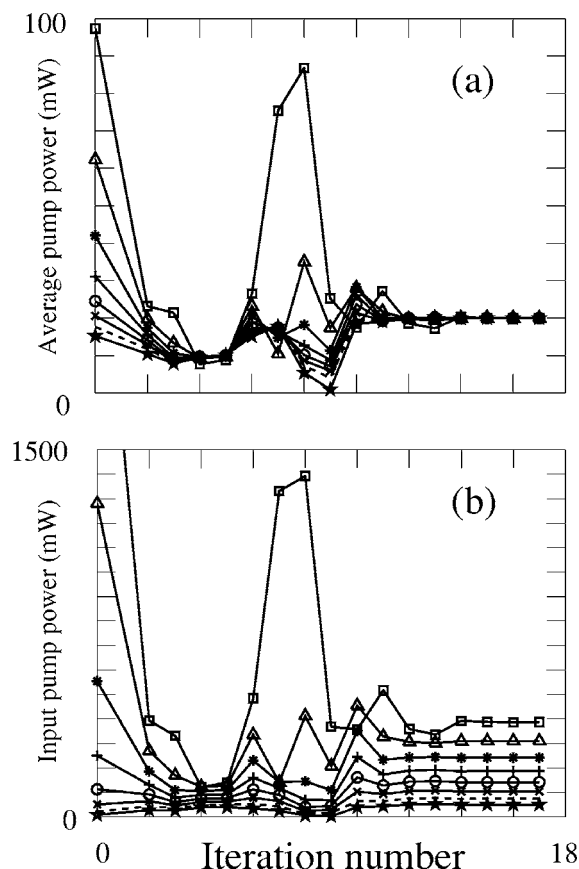 100
(a)
Average pump power (mW)
0
1500
(b)
Input pump power (mW)
0
0
Iteration number
18